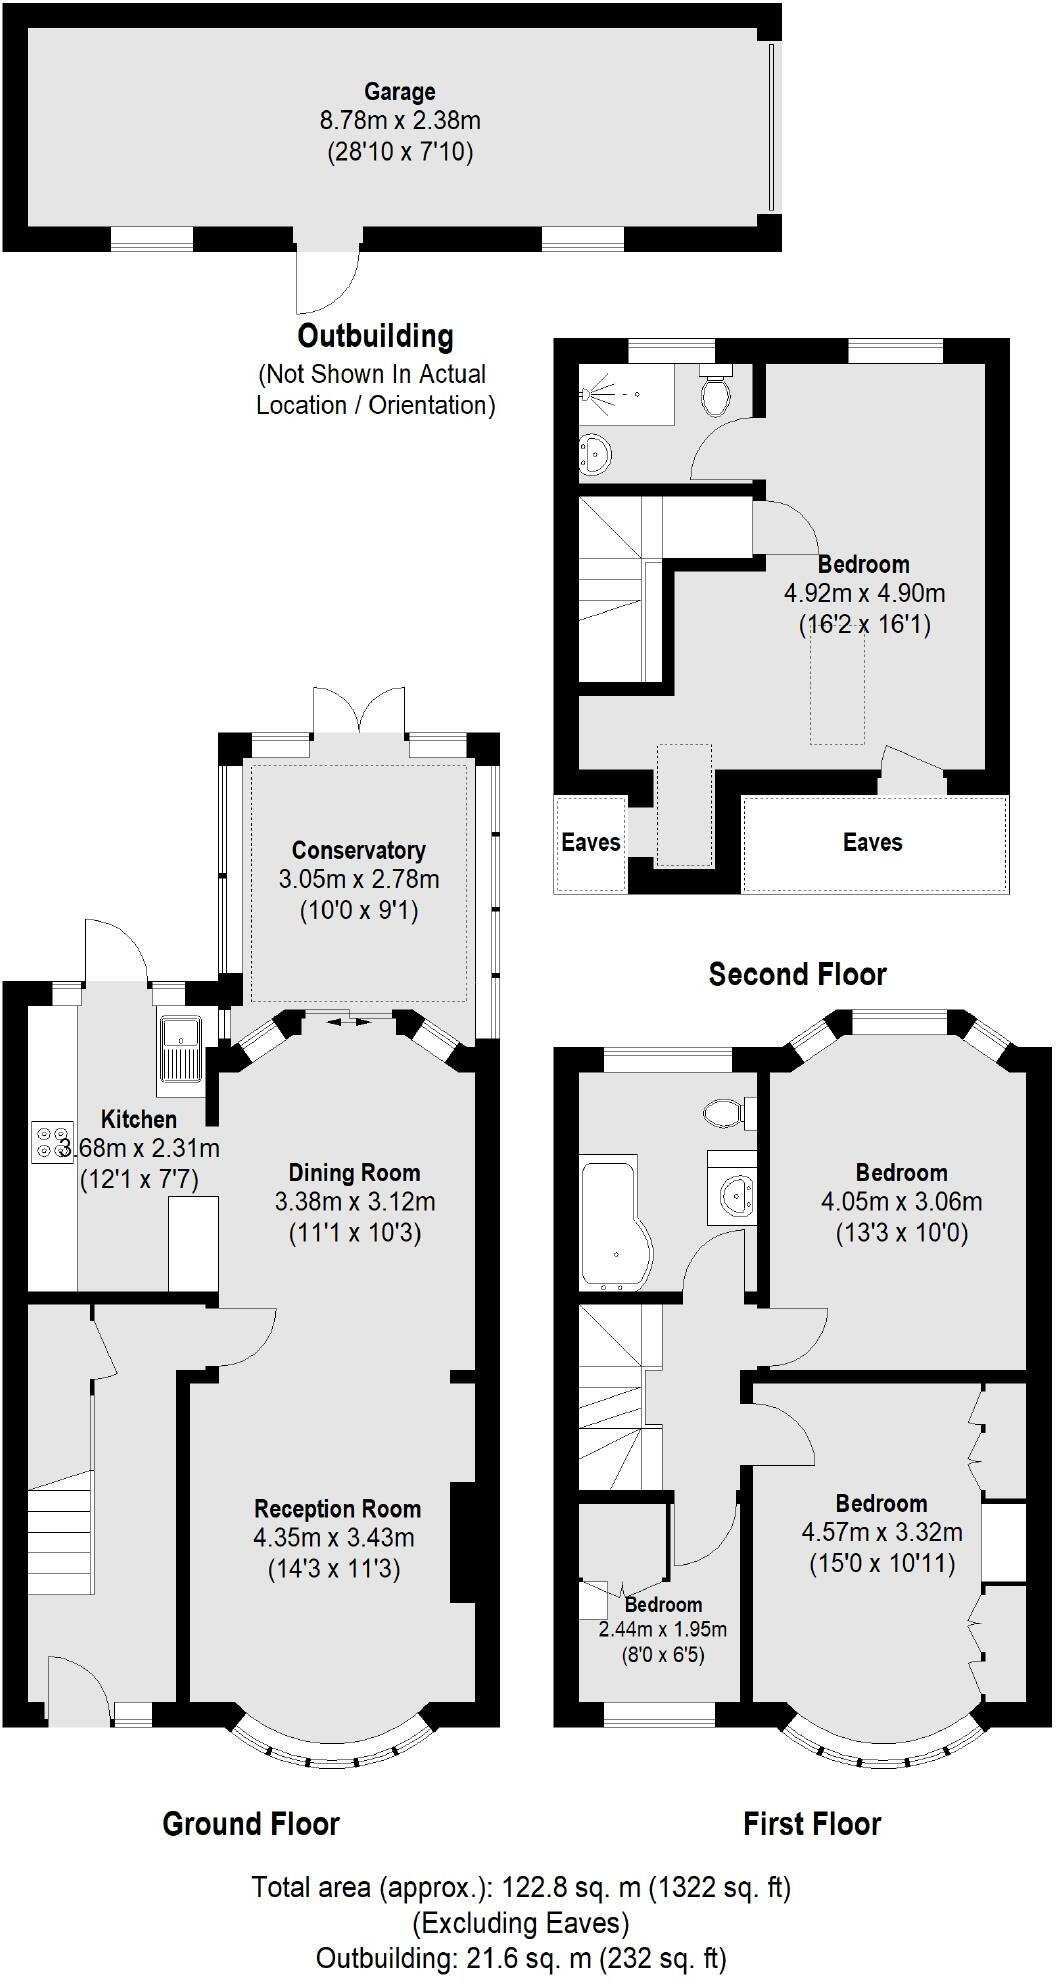 Garage
8.78m x 2.38m
(28'10 x 7'10)
Outbuilding
(Not Shown In Actual
Location / Orientation)
Bedroom
4.92m x 4.90m
(16'2 x 16'1)
Eaves
Eaves
Second Floor
Conservatory
3.05m x 2.78m
(10'0 x 9'1)
Kitchen
3.68m x 2.31m
(12'1 x 7'7)
Dining Room
3.38m x 3.12m
(11'1 x 10'3)
Reception Room
4.35m x 3.43m
(14'3 x 11'3)
Ground Floor
Bedroom
4.05m x 3.06m
(13'3 x 10'0)
Bedroom
4.57m x 3.32m
(15'0 x 10'11)
Bedroom
2.44m x 1.95m
(8'0 x 6'5)
First Floor
Total area (approx.): 122.8 sq. m (1322 sq. ft)
(Excluding Eaves)
Outbuilding: 21.6 sq. m (232 sq. ft)